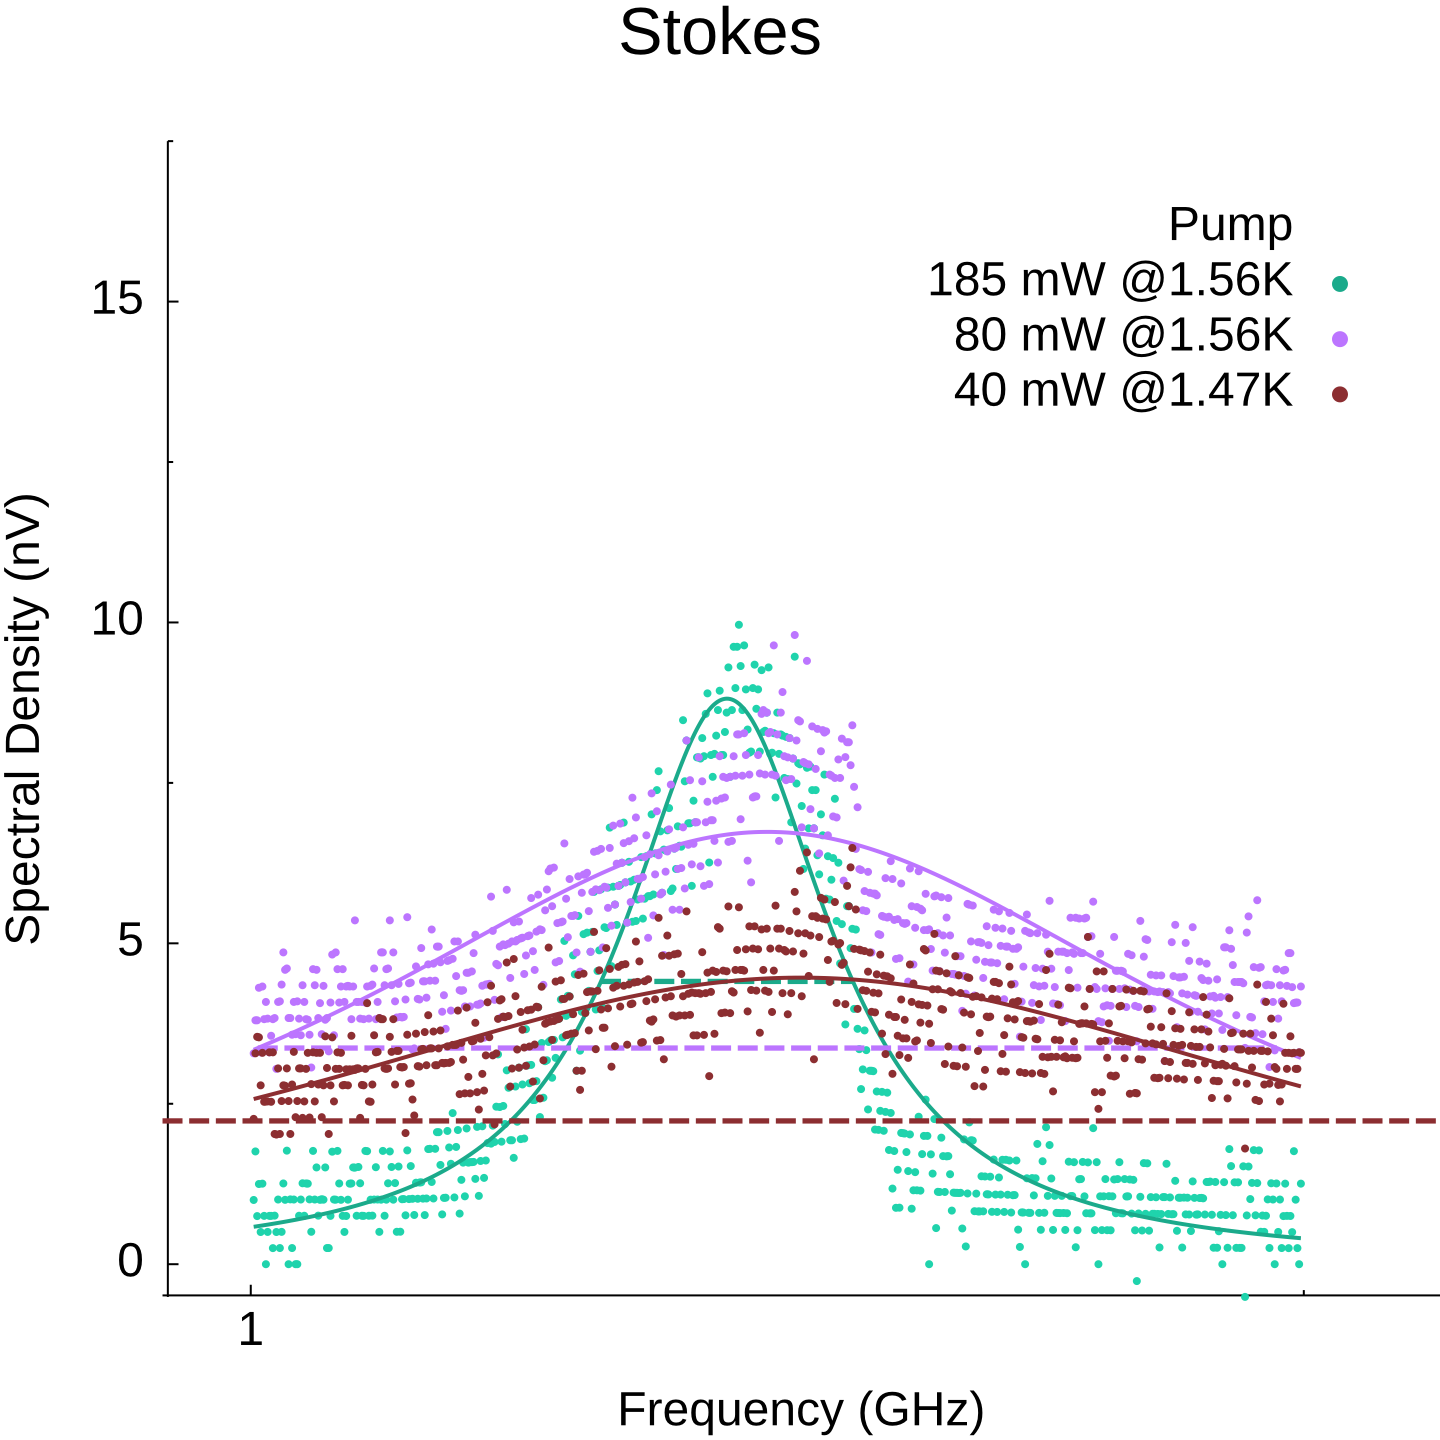 Stokes
Pump
185 mW @1.56K
80 mW @1.56K
40 mW @1.47K
Spectral Density (nV)
15
10
5
0
1
Frequency (GHz)